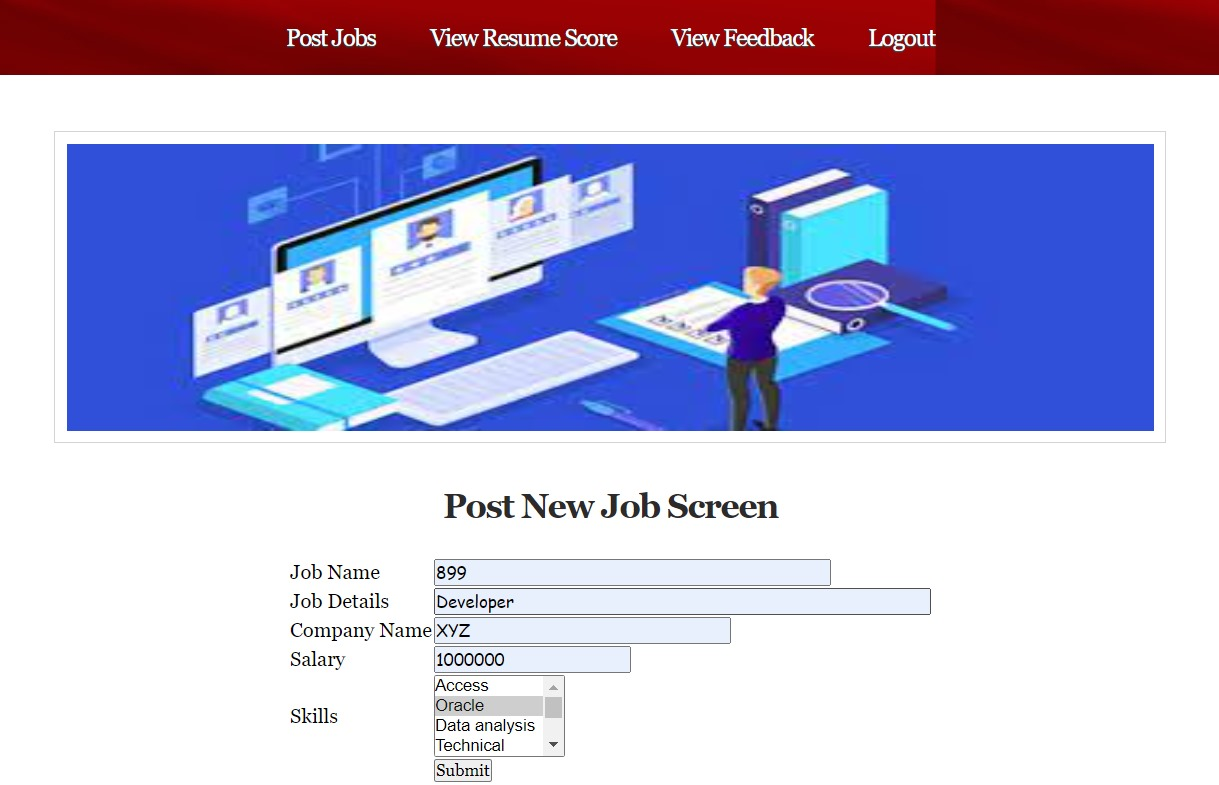 Post Jobs View Resume Score View Feedback Logout
Post New Job Screen
Job Name 899
Job Details Developer
Company Name XYZ
Salary 1000000
Skills
Access
Oracle
Data analysis
Technical
Submit